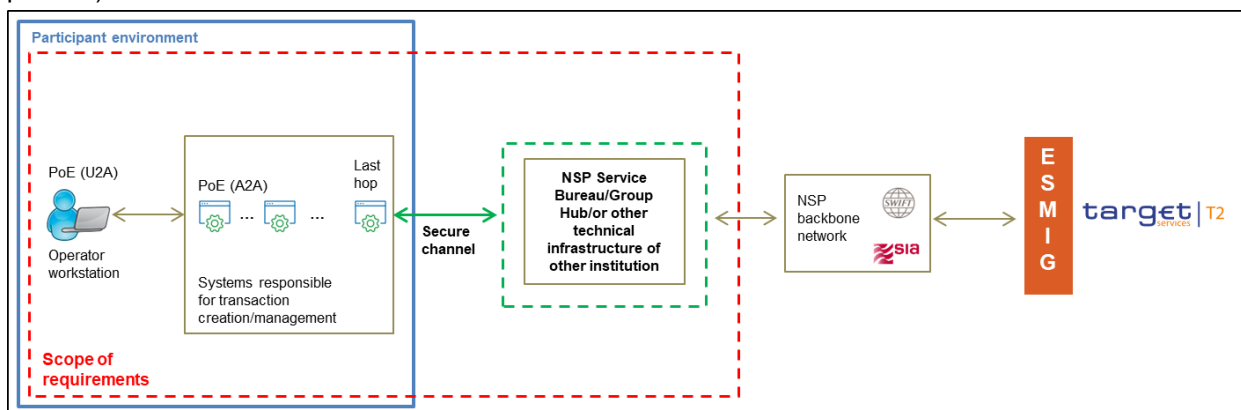 Participant environment
PoE (U2A)
Operator
workstation
PoE (A2A)
...
...
Last
hop
Systems responsible
for transaction
creation/management
Secure
channel
NSP Service
Bureau/Group
Hub/or other
technical
infrastructure of
other institution
NSP
backbone
network
SWIFT
sia
E
S
M
I
G
target | T2
services
Scope of
requirements